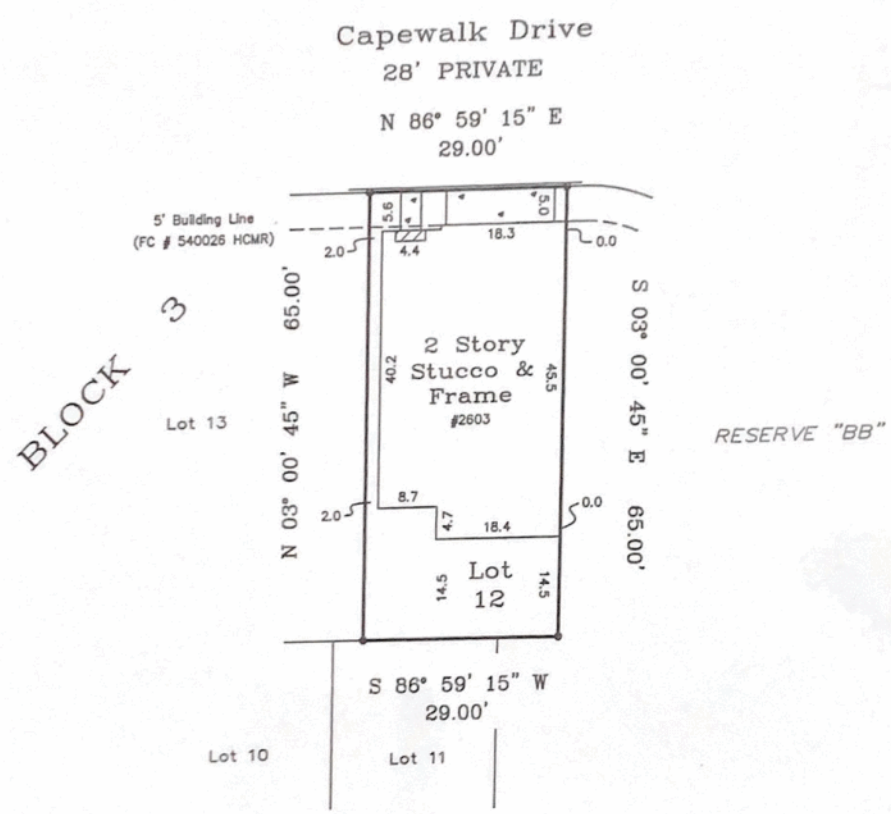 Capewalk Drive
28' PRIVATE
N 86° 59' 15" E
29.00'
5' Building Line
(FC # 540026 HCMR)
5.6
5.0
2.0
4.4
18.3
0.0
BLOCK 3
Lot 13
N 03° 00' 45" W 65.00'
40.2
2 Story
Stucco &
Frame
#2603
45.5
S 03° 00' 45" E 65.00'
RESERVE "BB"
2.0
8.7
4.7
18.4
0.0
14.5
Lot
12
14.5
S 86° 59' 15" W
29.00'
Lot 10
Lot 11